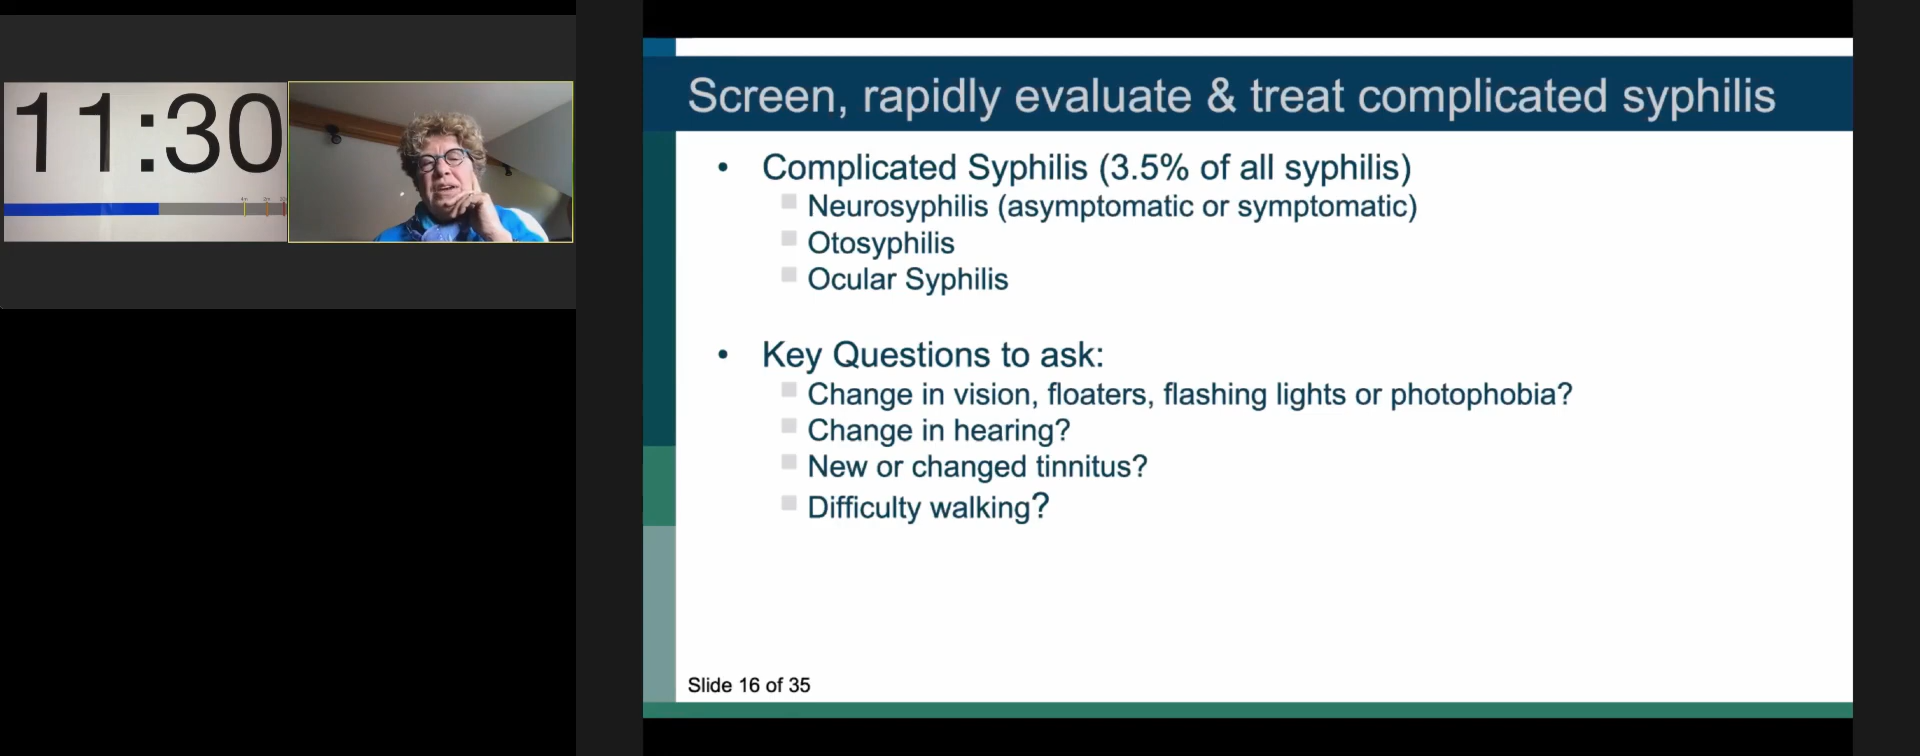 11:30
Screen, rapidly evaluate & treat complicated syphilis
• Complicated Syphilis (3.5% of all syphilis)
Neurosyphilis (asymptomatic or symptomatic)
Otosyphilis
Ocular Syphilis
• Key Questions to ask:
Change in vision, floaters, flashing lights or photophobia?
Change in hearing?
New or changed tinnitus?
Difficulty walking?
Slide 16 of 35